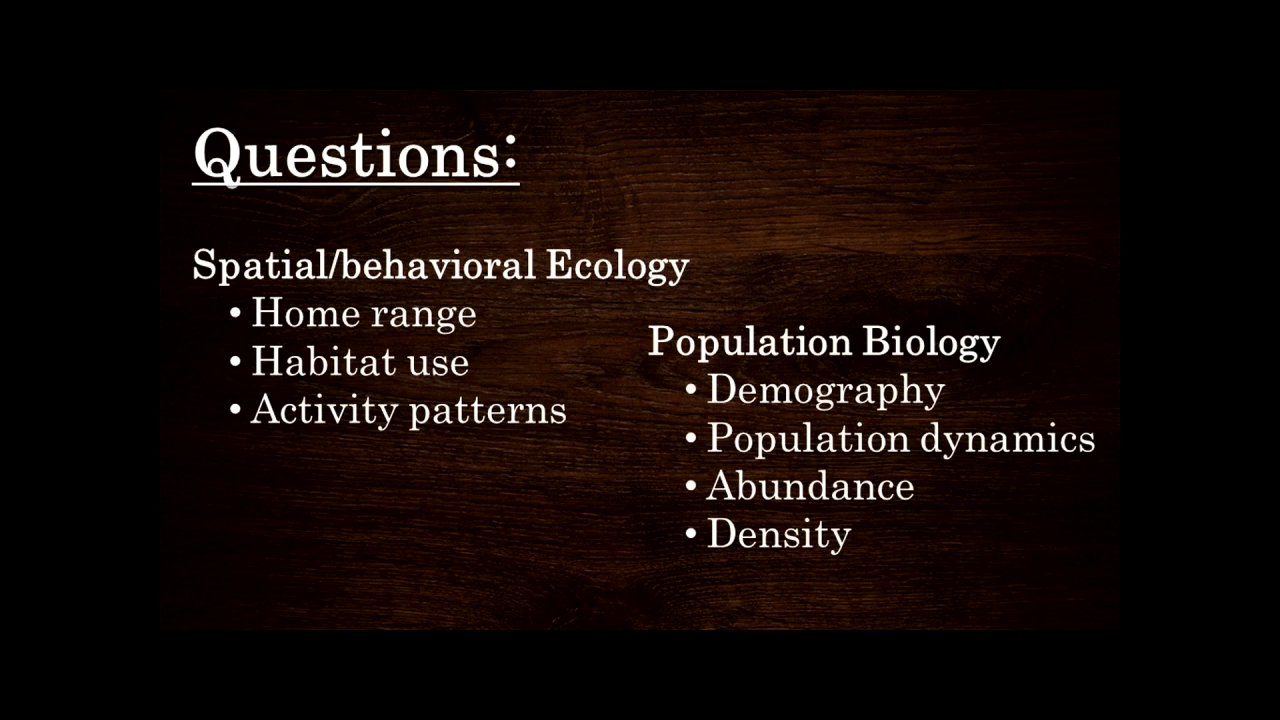 Questions:
Spatial/behavioral Ecology
• Home range
• Habitat use
• Activity patterns
Population Biology
• Demography
• Population dynamics
• Abundance
• Density